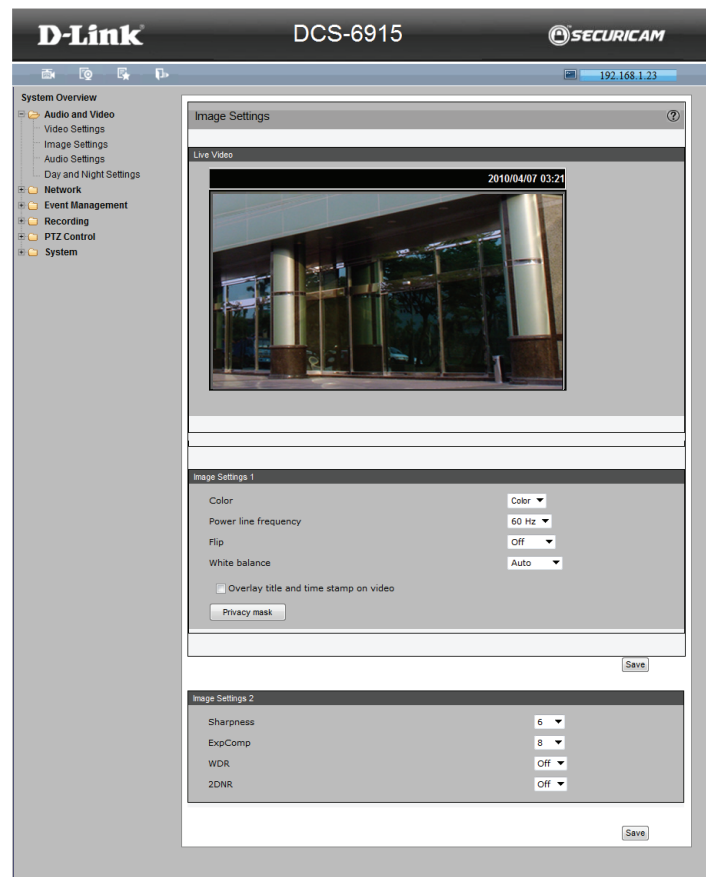 D-Link
DCS-6915
SECURICAM
192.168.1.23
System Overview
Audio and Video
Video Settings
Image Settings
Audio Settings
Day and Night Settings
Network
Event Management
Recording
PTZ Control
System
Image Settings
?
Live Video
2010/04/07 03:21
Image Settings 1
Color Color
Power line frequency 60 Hz
Flip Off
White balance Auto
Overlay title and time stamp on video
Privacy mask
Save
Image Settings 2
Sharpness 6
ExpComp 8
WDR Off
2DNR Off
Save